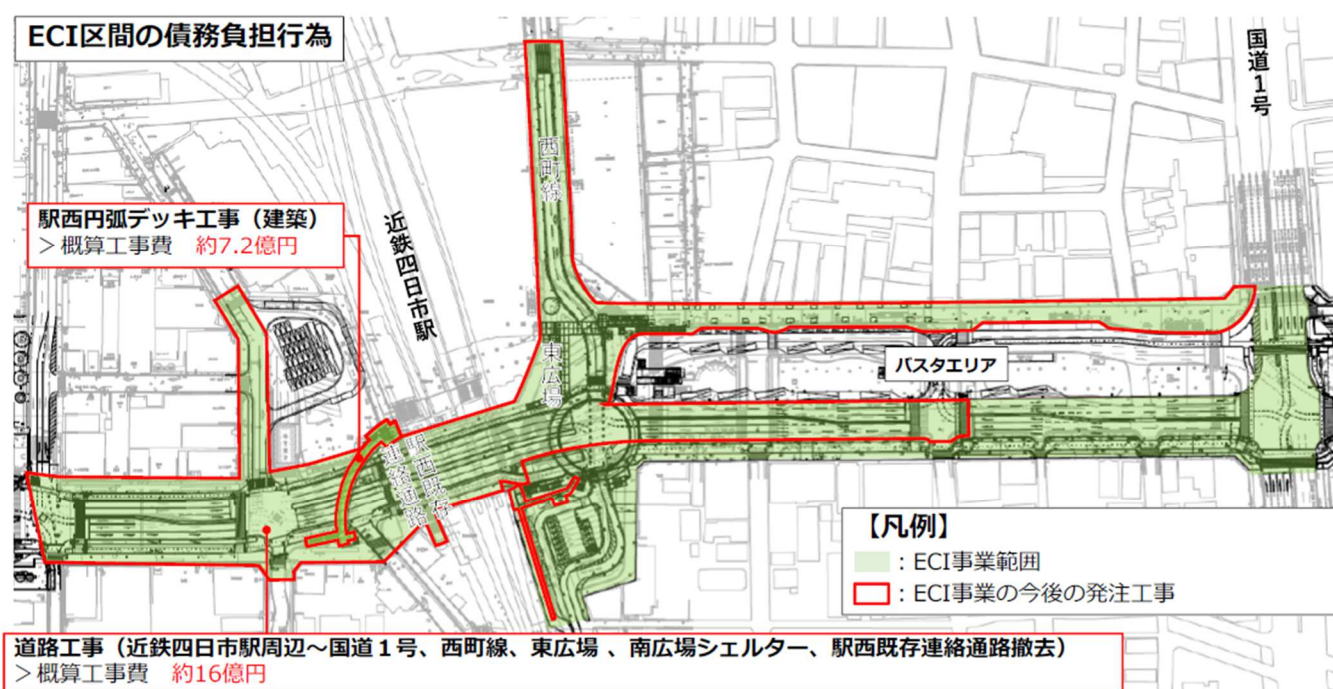 ECI区間の債務負担行為
国道1号
西町線
駅西円弧デッキ工事（建築）
＞概算工事費　約7.2億円
近鉄四日市駅
東広場
バスタエリア
駅西既存
連絡通路
【凡例】
：ECI事業範囲
：ECI事業の今後の発注工事
道路工事（近鉄四日市駅周辺～国道１号、西町線、東広場 、南広場シェルター、駅西既存連絡通路撤去）
＞概算工事費　約16億円